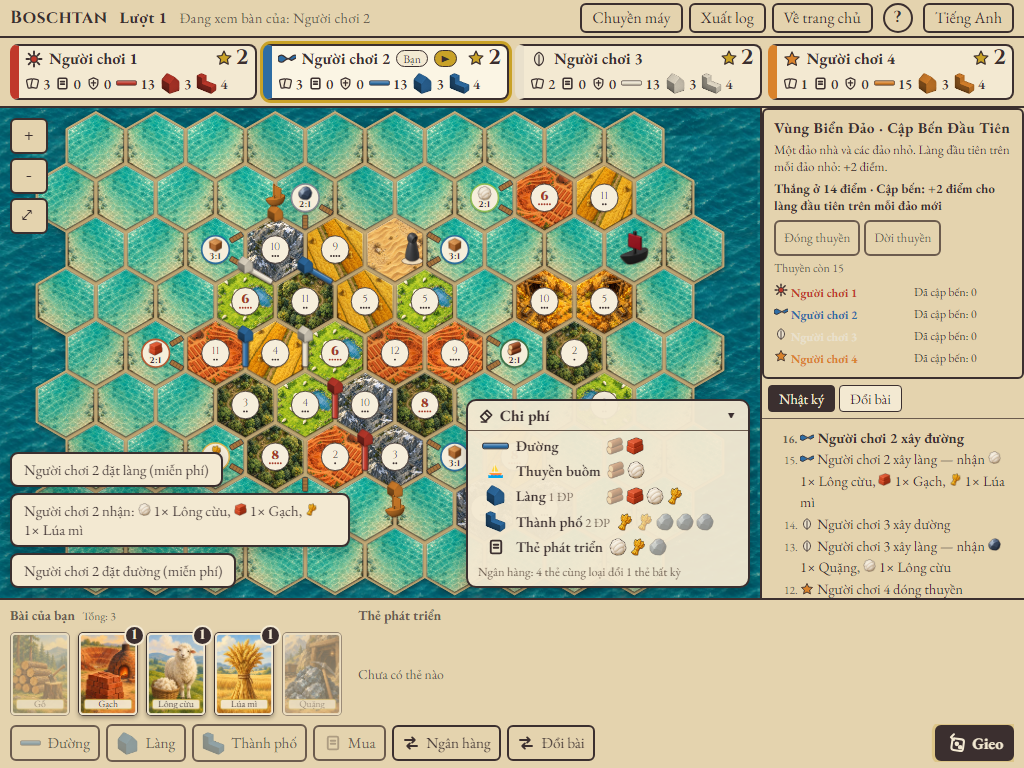 BOSCHTAN Lượt 1 Đang xem bàn của: Người chơi 2
Chuyền máy
Xuất log
Về trang chủ
?
Tiếng Anh
Người chơi 1 2
3 0 0 13 3 4
Người chơi 2 Bạn 2
3 0 0 13 3 4
Người chơi 3 2
2 0 0 13 3 4
Người chơi 4 2
1 0 0 15 3 4
+
-
2:1 2:1 6 11
3:1 10 9 3:1
6 11 5 5 10 5
2:1 11 4 6 12 9 2:1 2
3 4 10 8
8 2 3 3:1
Người chơi 2 đặt làng (miễn phí)
Người chơi 2 nhận: 1× Lông cừu, 1× Gạch,
1× Lúa mì
Người chơi 2 đặt đường (miễn phí)
Chi phí
Đường
Thuyền buồm
Làng 1 ĐP
Thành phố 2 ĐP
Thẻ phát triển
Ngân hàng: 4 thẻ cùng loại đổi 1 thẻ bất kỳ
Vùng Biển Đảo · Cập Bến Đầu Tiên
Một đảo nhà và các đảo nhỏ. Làng đầu tiên trên
mỗi đảo nhỏ: +2 điểm.
Thắng ở 14 điểm · Cập bến: +2 điểm cho
làng đầu tiên trên mỗi đảo mới
Đóng thuyền
Dời thuyền
Thuyền còn 15
Người chơi 1 Đã cập bến: 0
Người chơi 2 Đã cập bến: 0
Người chơi 3 Đã cập bến: 0
Người chơi 4 Đã cập bến: 0
Nhật ký
Đổi bài
16. Người chơi 2 xây đường
15. Người chơi 2 xây làng — nhận
1× Lông cừu, 1× Gạch, 1× Lúa
mì
14. Người chơi 3 xây đường
13. Người chơi 3 xây làng — nhận
1× Quặng, 1× Lông cừu
12. Người chơi 4 đóng thuyền
Bài của bạn Tổng: 3
Thẻ phát triển
1 1 1
Gỗ Gạch Lông cừu Lúa mì Quặng
Chưa có thẻ nào
Đường
Làng
Thành phố
Mua
Ngân hàng
Đổi bài
Gieo